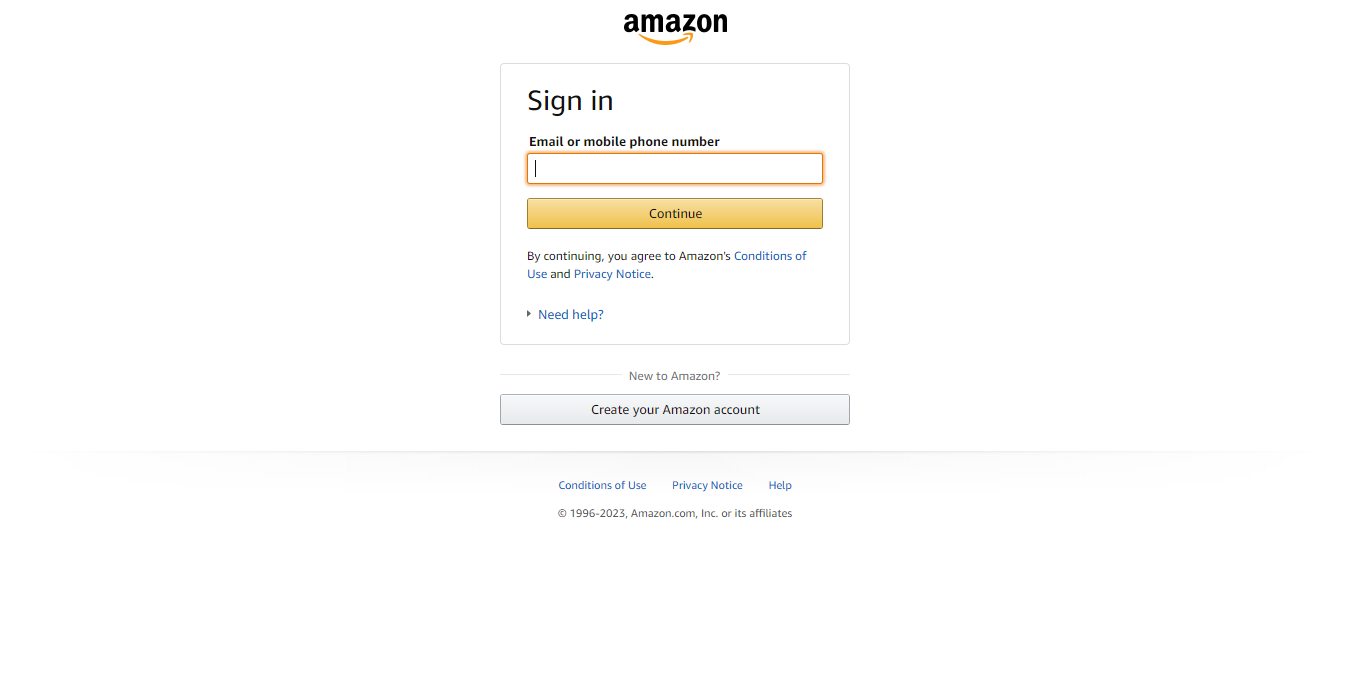 amazon
Sign in
Email or mobile phone number
Continue
By continuing, you agree to Amazon's Conditions of
Use and Privacy Notice.
Need help?
New to Amazon?
Create your Amazon account
Conditions of Use Privacy Notice Help
© 1996-2023, Amazon.com, Inc. or its affiliates